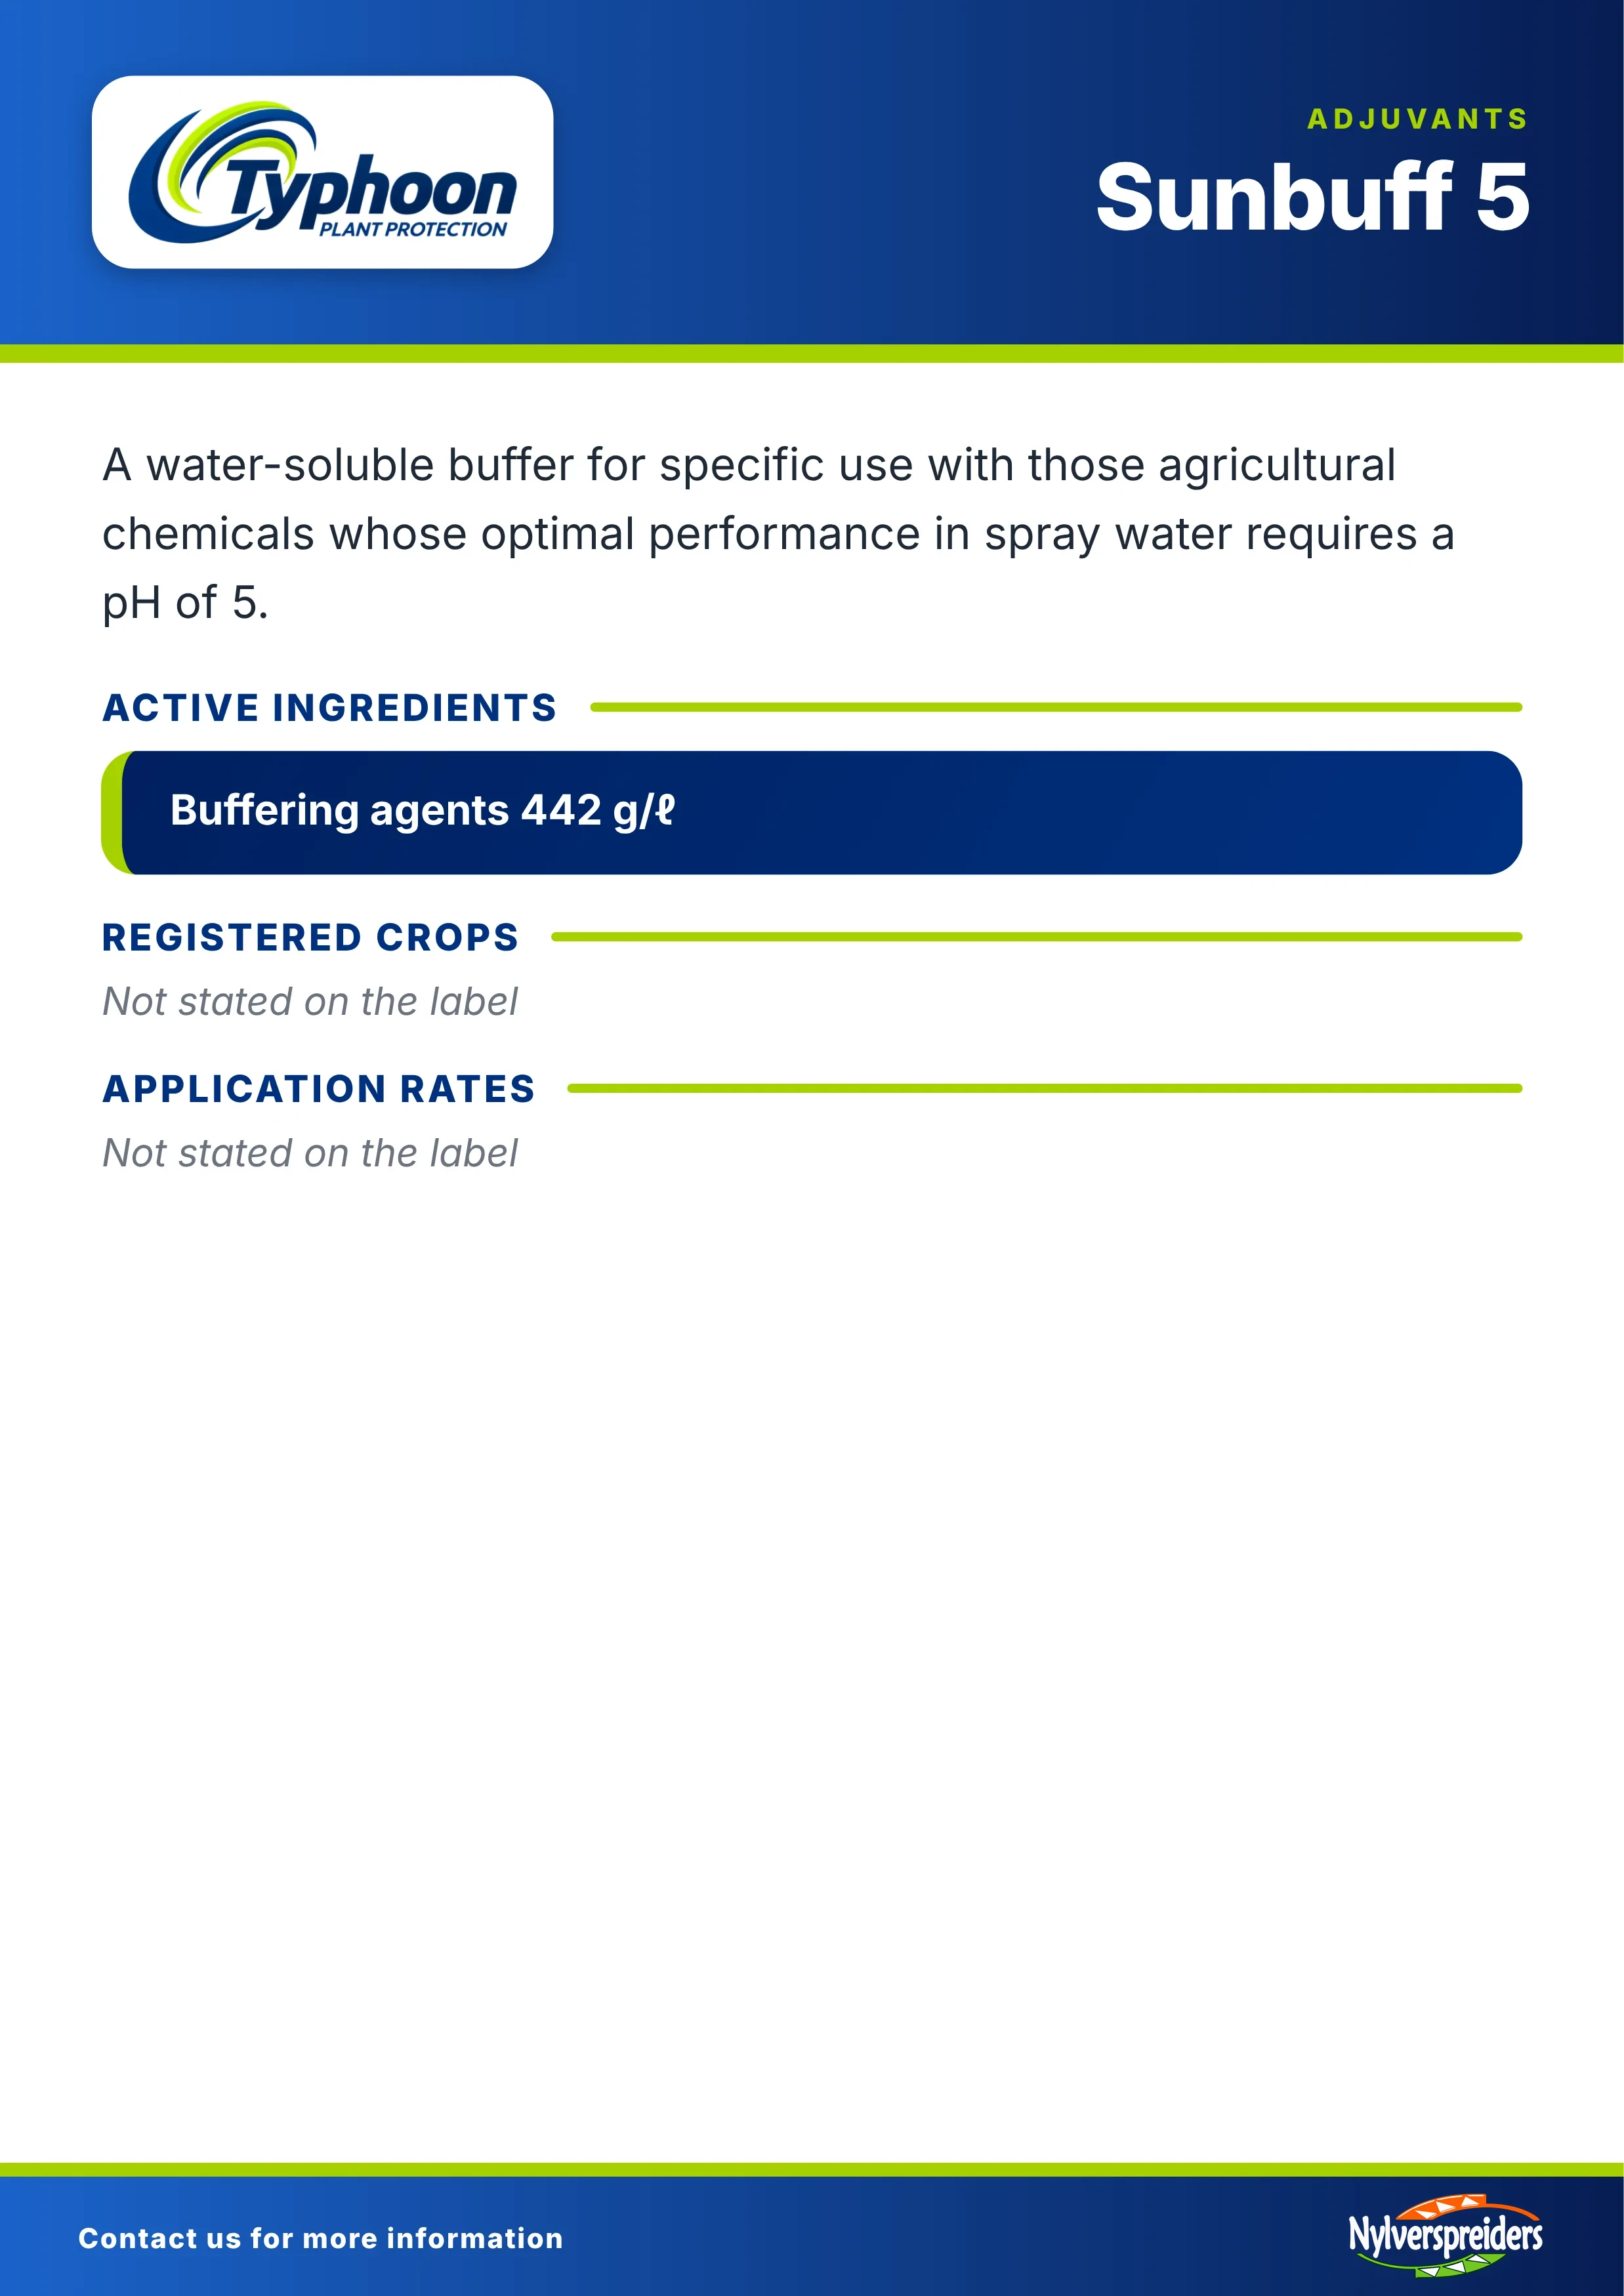 Typhoon
PLANT PROTECTION
ADJUVANTS
Sunbuff 5
A water-soluble buffer for specific use with those agricultural
chemicals whose optimal performance in spray water requires a
pH of 5.
ACTIVE INGREDIENTS
Buffering agents 442 g/ℓ
REGISTERED CROPS
Not stated on the label
APPLICATION RATES
Not stated on the label
Contact us for more information
Nylverspreiders